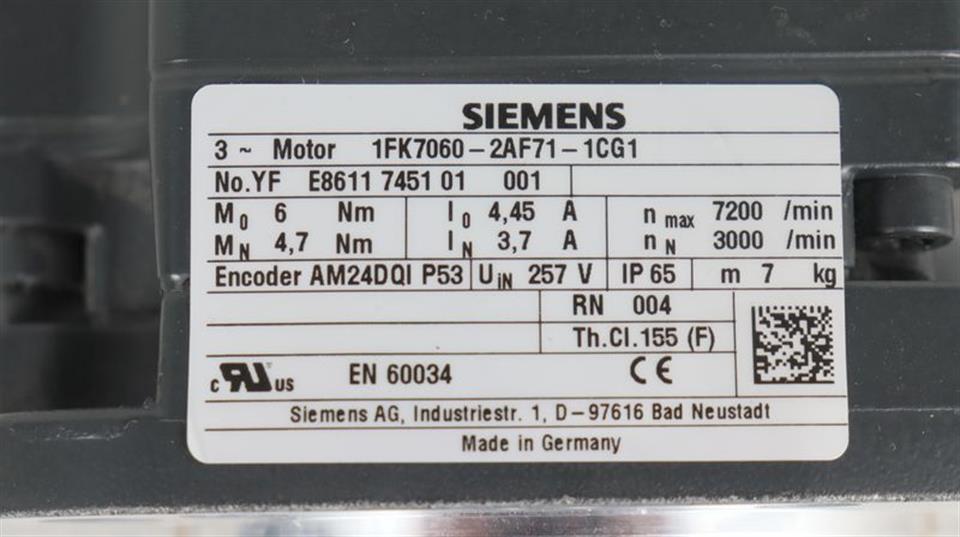 SIEMENS
3 ~ Motor 1FK7060-2AF71-1CG1
No.YF E8611 7451 01 001
M0 6 Nm I0 4,45 A n max 7200 /min
MN 4,7 Nm IN 3,7 A n N 3000 /min
Encoder AM24DQI P53 UiN 257 V IP 65 m 7 kg
RN 004
Th.Cl.155 (F)
c RU us EN 60034 CE
Siemens AG, Industriestr. 1, D-97616 Bad Neustadt
Made in Germany